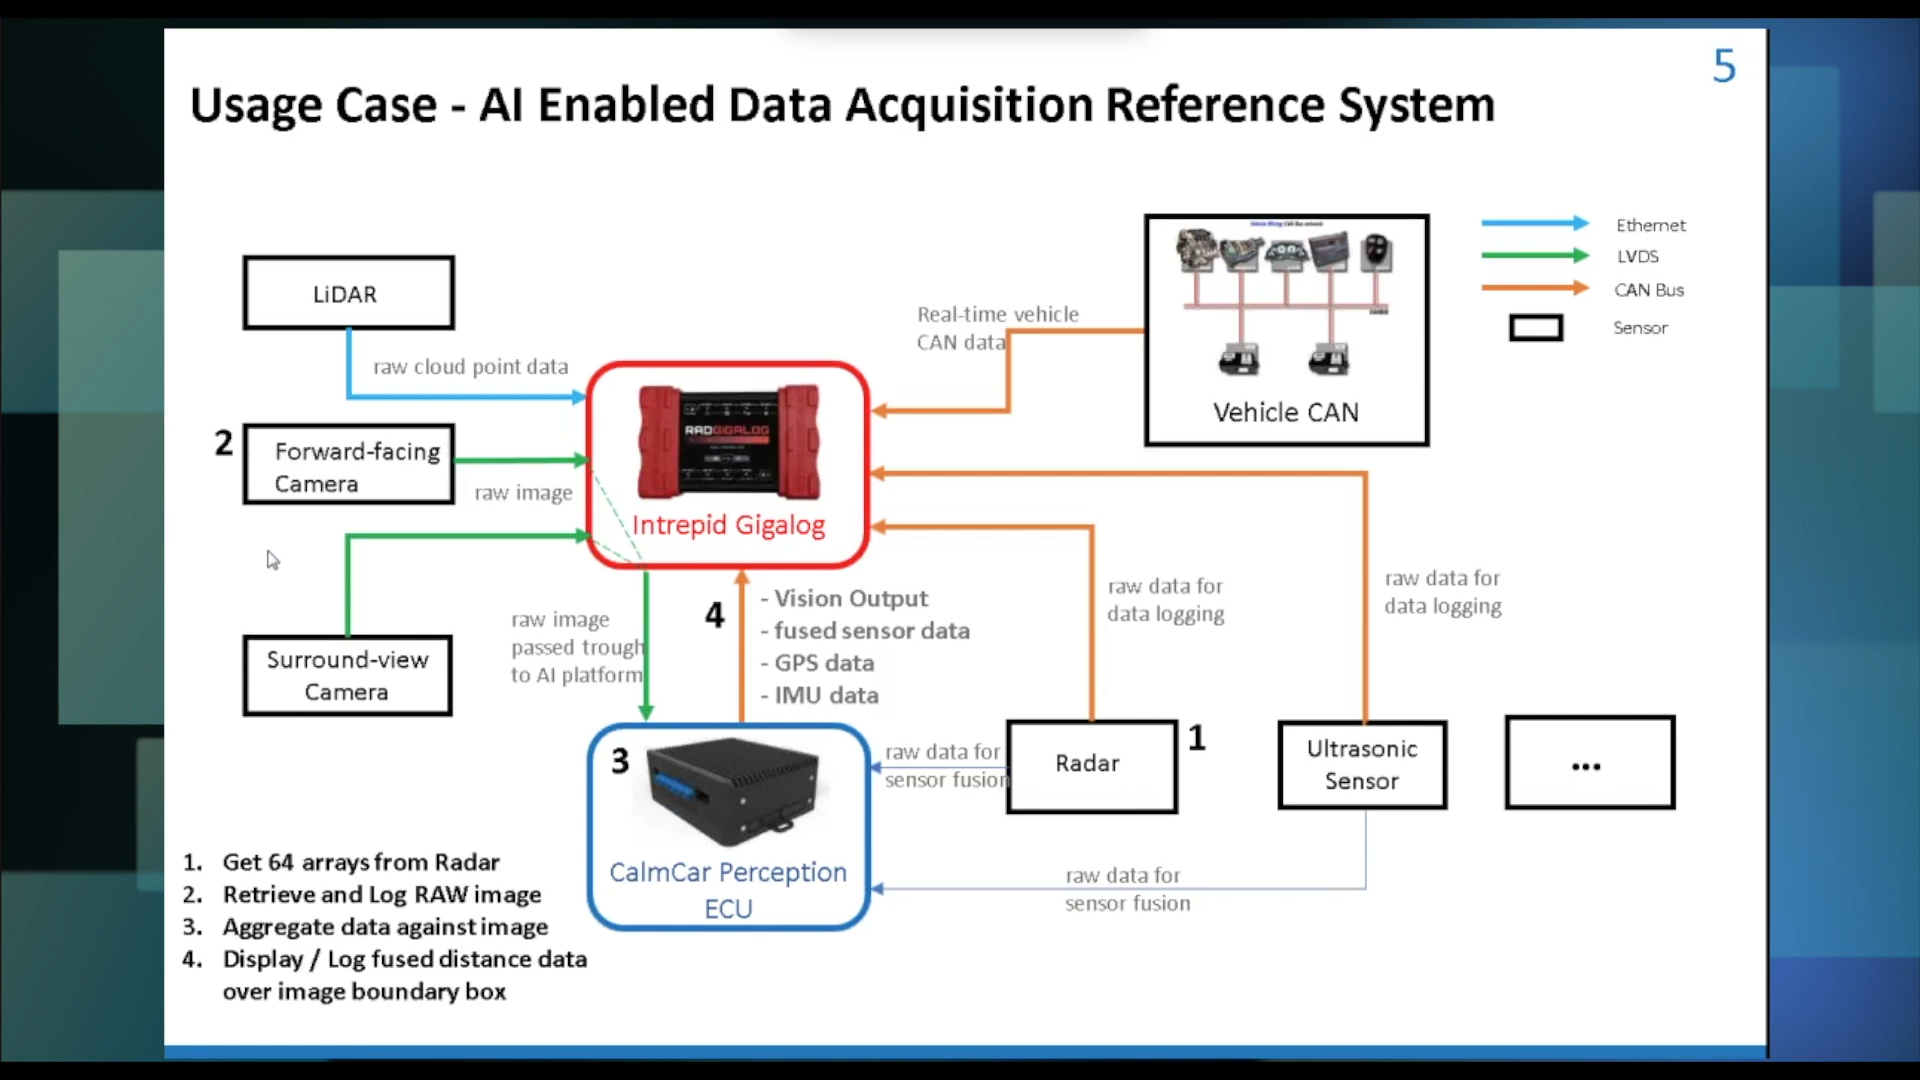 5
Usage Case - AI Enabled Data Acquisition Reference System
Ethernet
LVDS
CAN Bus
Sensor
LiDAR
raw cloud point data
Real-time vehicle
CAN data
Vehicle CAN
2
Forward-facing
Camera
raw image
RADGIGALOG
Intrepid Gigalog
Surround-view
Camera
raw image
passed trough
to AI platform
4
- Vision Output
- fused sensor data
- GPS data
- IMU data
raw data for
data logging
raw data for
data logging
3
CalmCar Perception
ECU
raw data for
sensor fusion
Radar
1
Ultrasonic
Sensor
...
raw data for
sensor fusion
1. Get 64 arrays from Radar
2. Retrieve and Log RAW image
3. Aggregate data against image
4. Display / Log fused distance data
over image boundary box